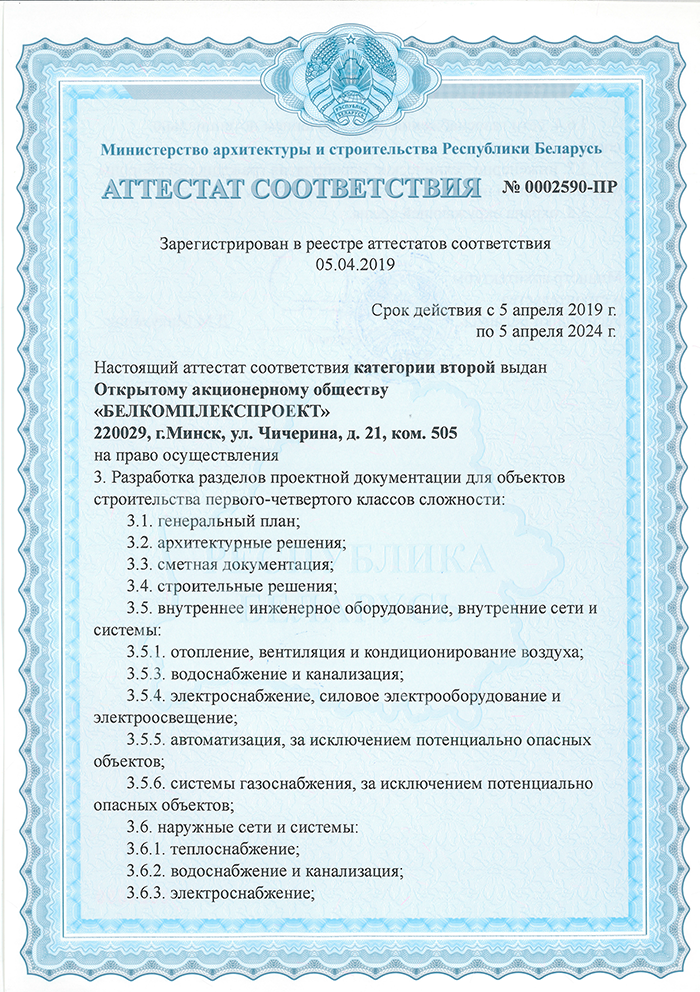 РЭСПУБЛІКА
БЕЛАРУСЬ
Министерство архитектуры и строительства Республики Беларусь
АТТЕСТАТ СООТВЕТСТВИЯ № 0002590-ПР
Зарегистрирован в реестре аттестатов соответствия
05.04.2019
Срок действия с 5 апреля 2019 г.
по 5 апреля 2024 г.
Настоящий аттестат соответствия категории второй выдан
Открытому акционерному обществу
«БЕЛКОМПЛЕКСПРОЕКТ»
220029, г.Минск, ул. Чичерина, д. 21, ком. 505
на право осуществления
3. Разработка разделов проектной документации для объектов
строительства первого-четвертого классов сложности:
3.1. генеральный план;
3.2. архитектурные решения;
3.3. сметная документация;
3.4. строительные решения;
3.5. внутреннее инженерное оборудование, внутренние сети и
системы:
3.5.1. отопление, вентиляция и кондиционирование воздуха;
3.5.3. водоснабжение и канализация;
3.5.4. электроснабжение, силовое электрооборудование и
электроосвещение;
3.5.5. автоматизация, за исключением потенциально опасных
объектов;
3.5.6. системы газоснабжения, за исключением потенциально
опасных объектов;
3.6. наружные сети и системы:
3.6.1. теплоснабжение;
3.6.2. водоснабжение и канализация;
3.6.3. электроснабжение;